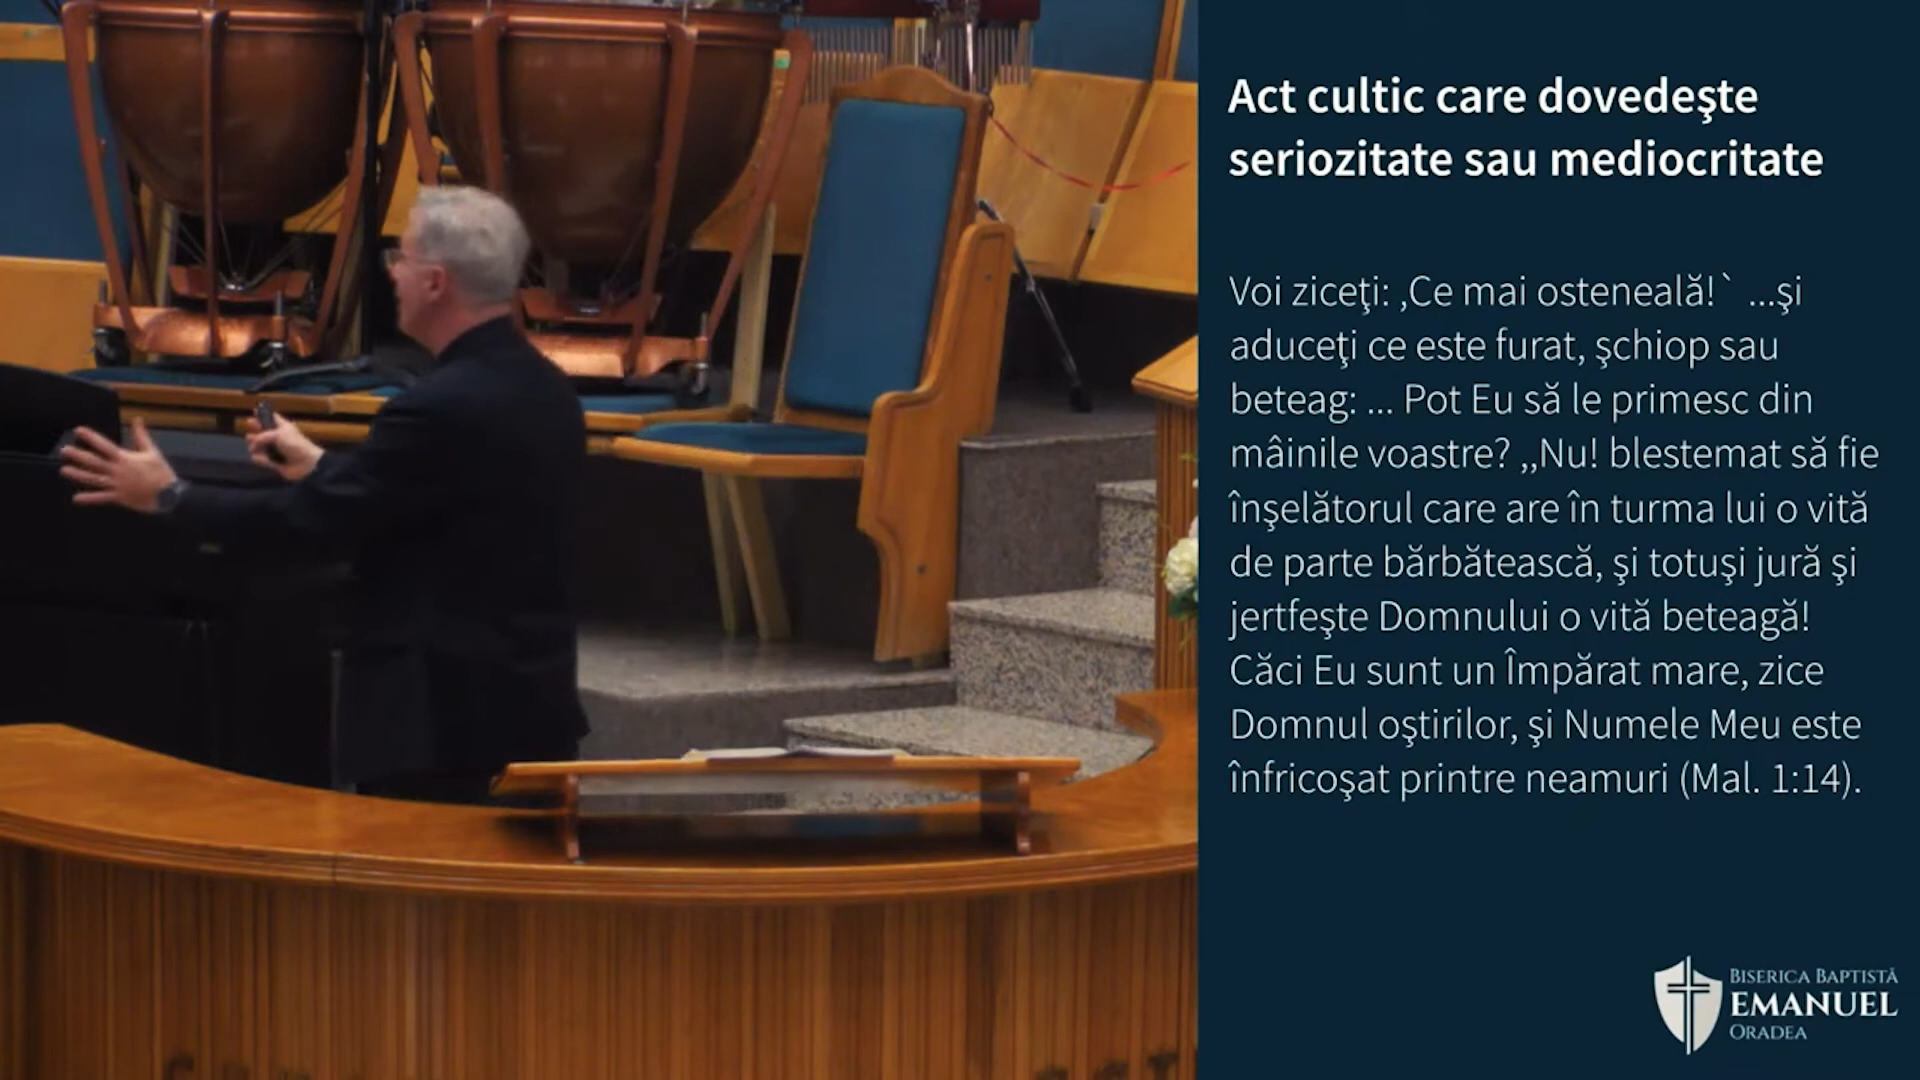 Act cultic care dovedeşte
seriozitate sau mediocritate
Voi ziceţi: ,Ce mai osteneală!` ...şi
aduceţi ce este furat, şchiop sau
beteag: ... Pot Eu să le primesc din
mâinile voastre? ,,Nu! blestemat să fie
înşelătorul care are în turma lui o vită
de parte bărbătească, şi totuşi jură şi
jertfeşte Domnului o vită beteagă!
Căci Eu sunt un Împărat mare, zice
Domnul oştirilor, şi Numele Meu este
înfricoşat printre neamuri (Mal. 1:14).
BISERICA BAPTISTĂ
EMANUEL
ORADEA